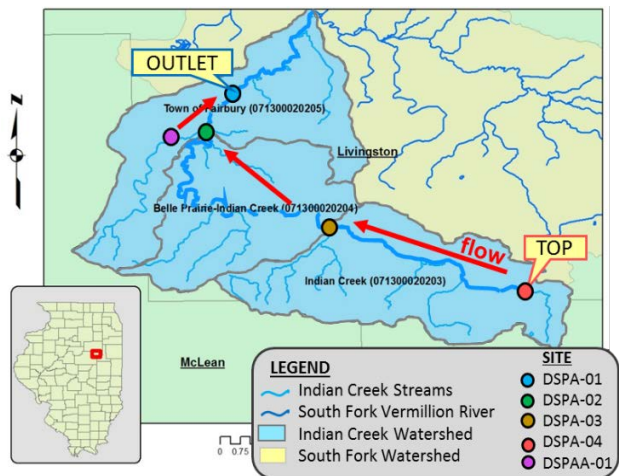 OUTLET
Town of Fairbury (071300020205)
Livingston
Belle Prairie-Indian Creek (071300020204)
flow
TOP
Indian Creek (071300020203)
McLean
N
0 0.75
LEGEND
Indian Creek Streams
South Fork Vermillion River
Indian Creek Watershed
South Fork Watershed
SITE
DSPA-01
DSPA-02
DSPA-03
DSPA-04
DSPAA-01